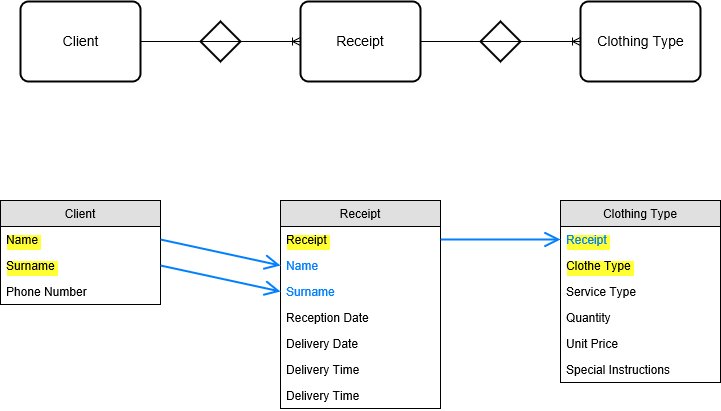 Client
Receipt
Clothing Type
Client
Name
Surname
Phone Number
Receipt
Receipt
Name
Surname
Reception Date
Delivery Date
Delivery Time
Delivery Time
Clothing Type
Receipt
Clothe Type
Service Type
Quantity
Unit Price
Special Instructions